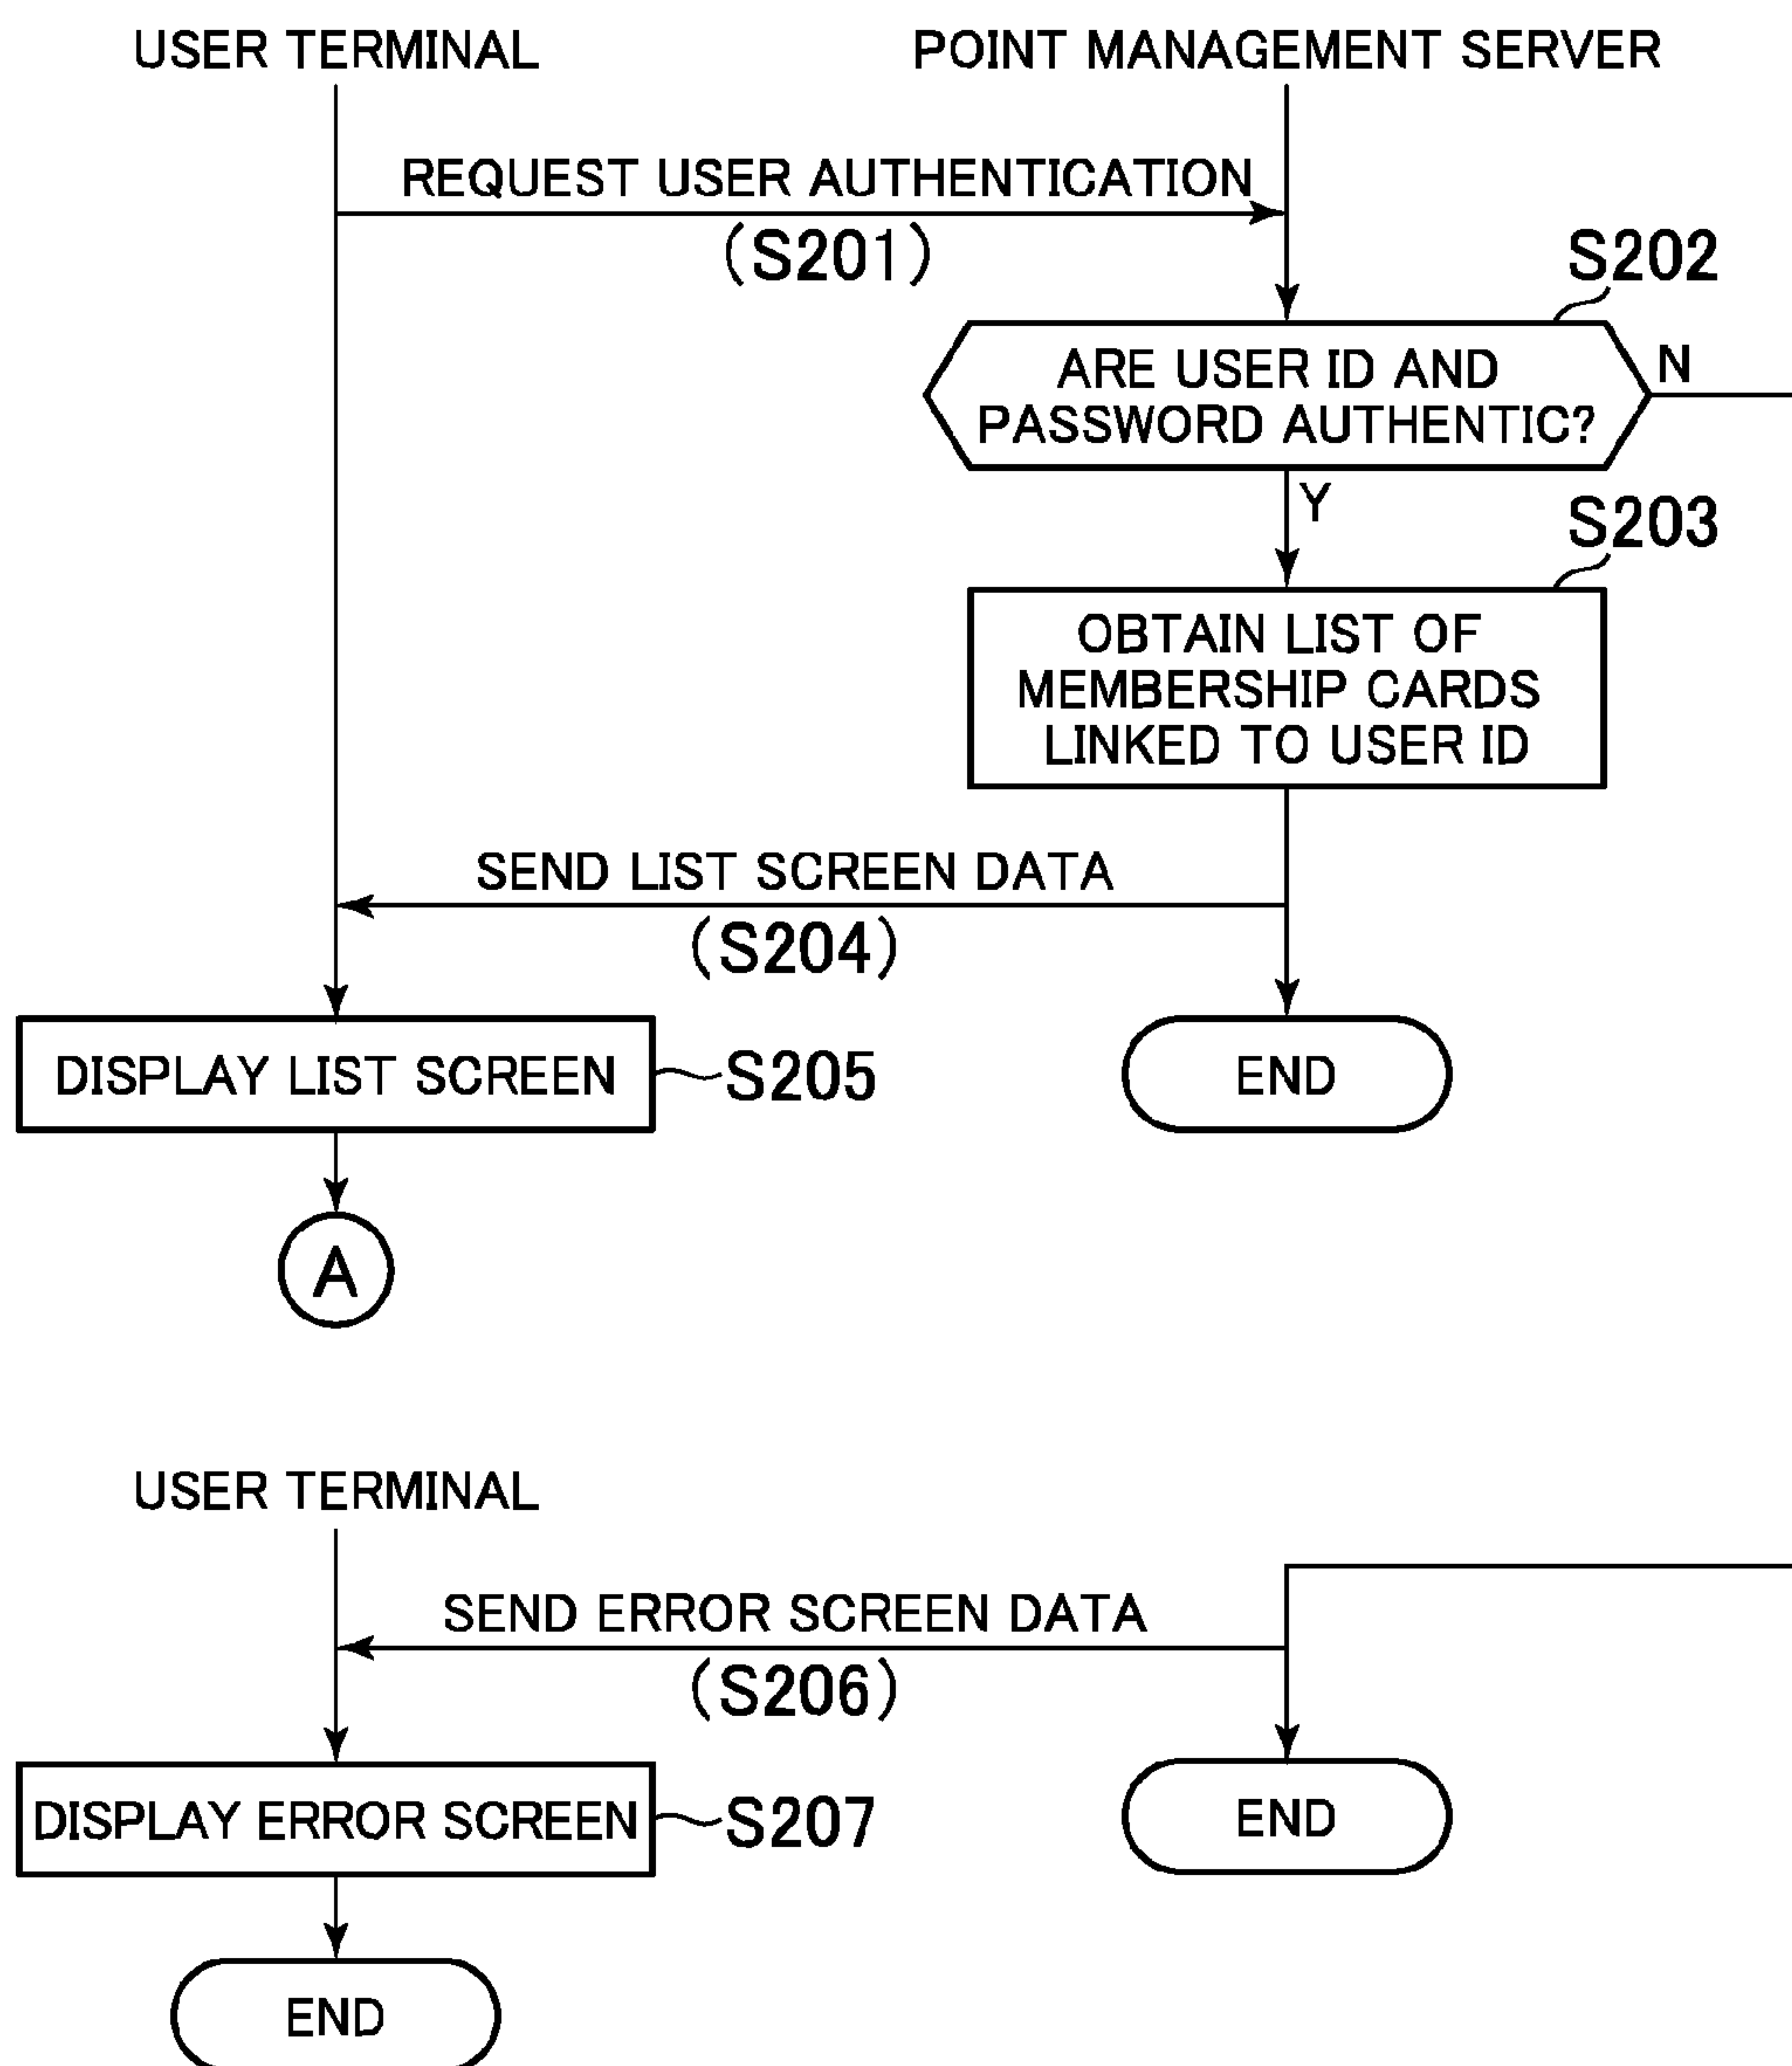 USER TERMINAL
POINT MANAGEMENT SERVER
REQUEST USER AUTHENTICATION
(S201)
S202
ARE USER ID AND
PASSWORD AUTHENTIC?
N
Y
S203
OBTAIN LIST OF
MEMBERSHIP CARDS
LINKED TO USER ID
SEND LIST SCREEN DATA
(S204)
DISPLAY LIST SCREEN
S205
END
A
USER TERMINAL
SEND ERROR SCREEN DATA
(S206)
DISPLAY ERROR SCREEN
S207
END
END